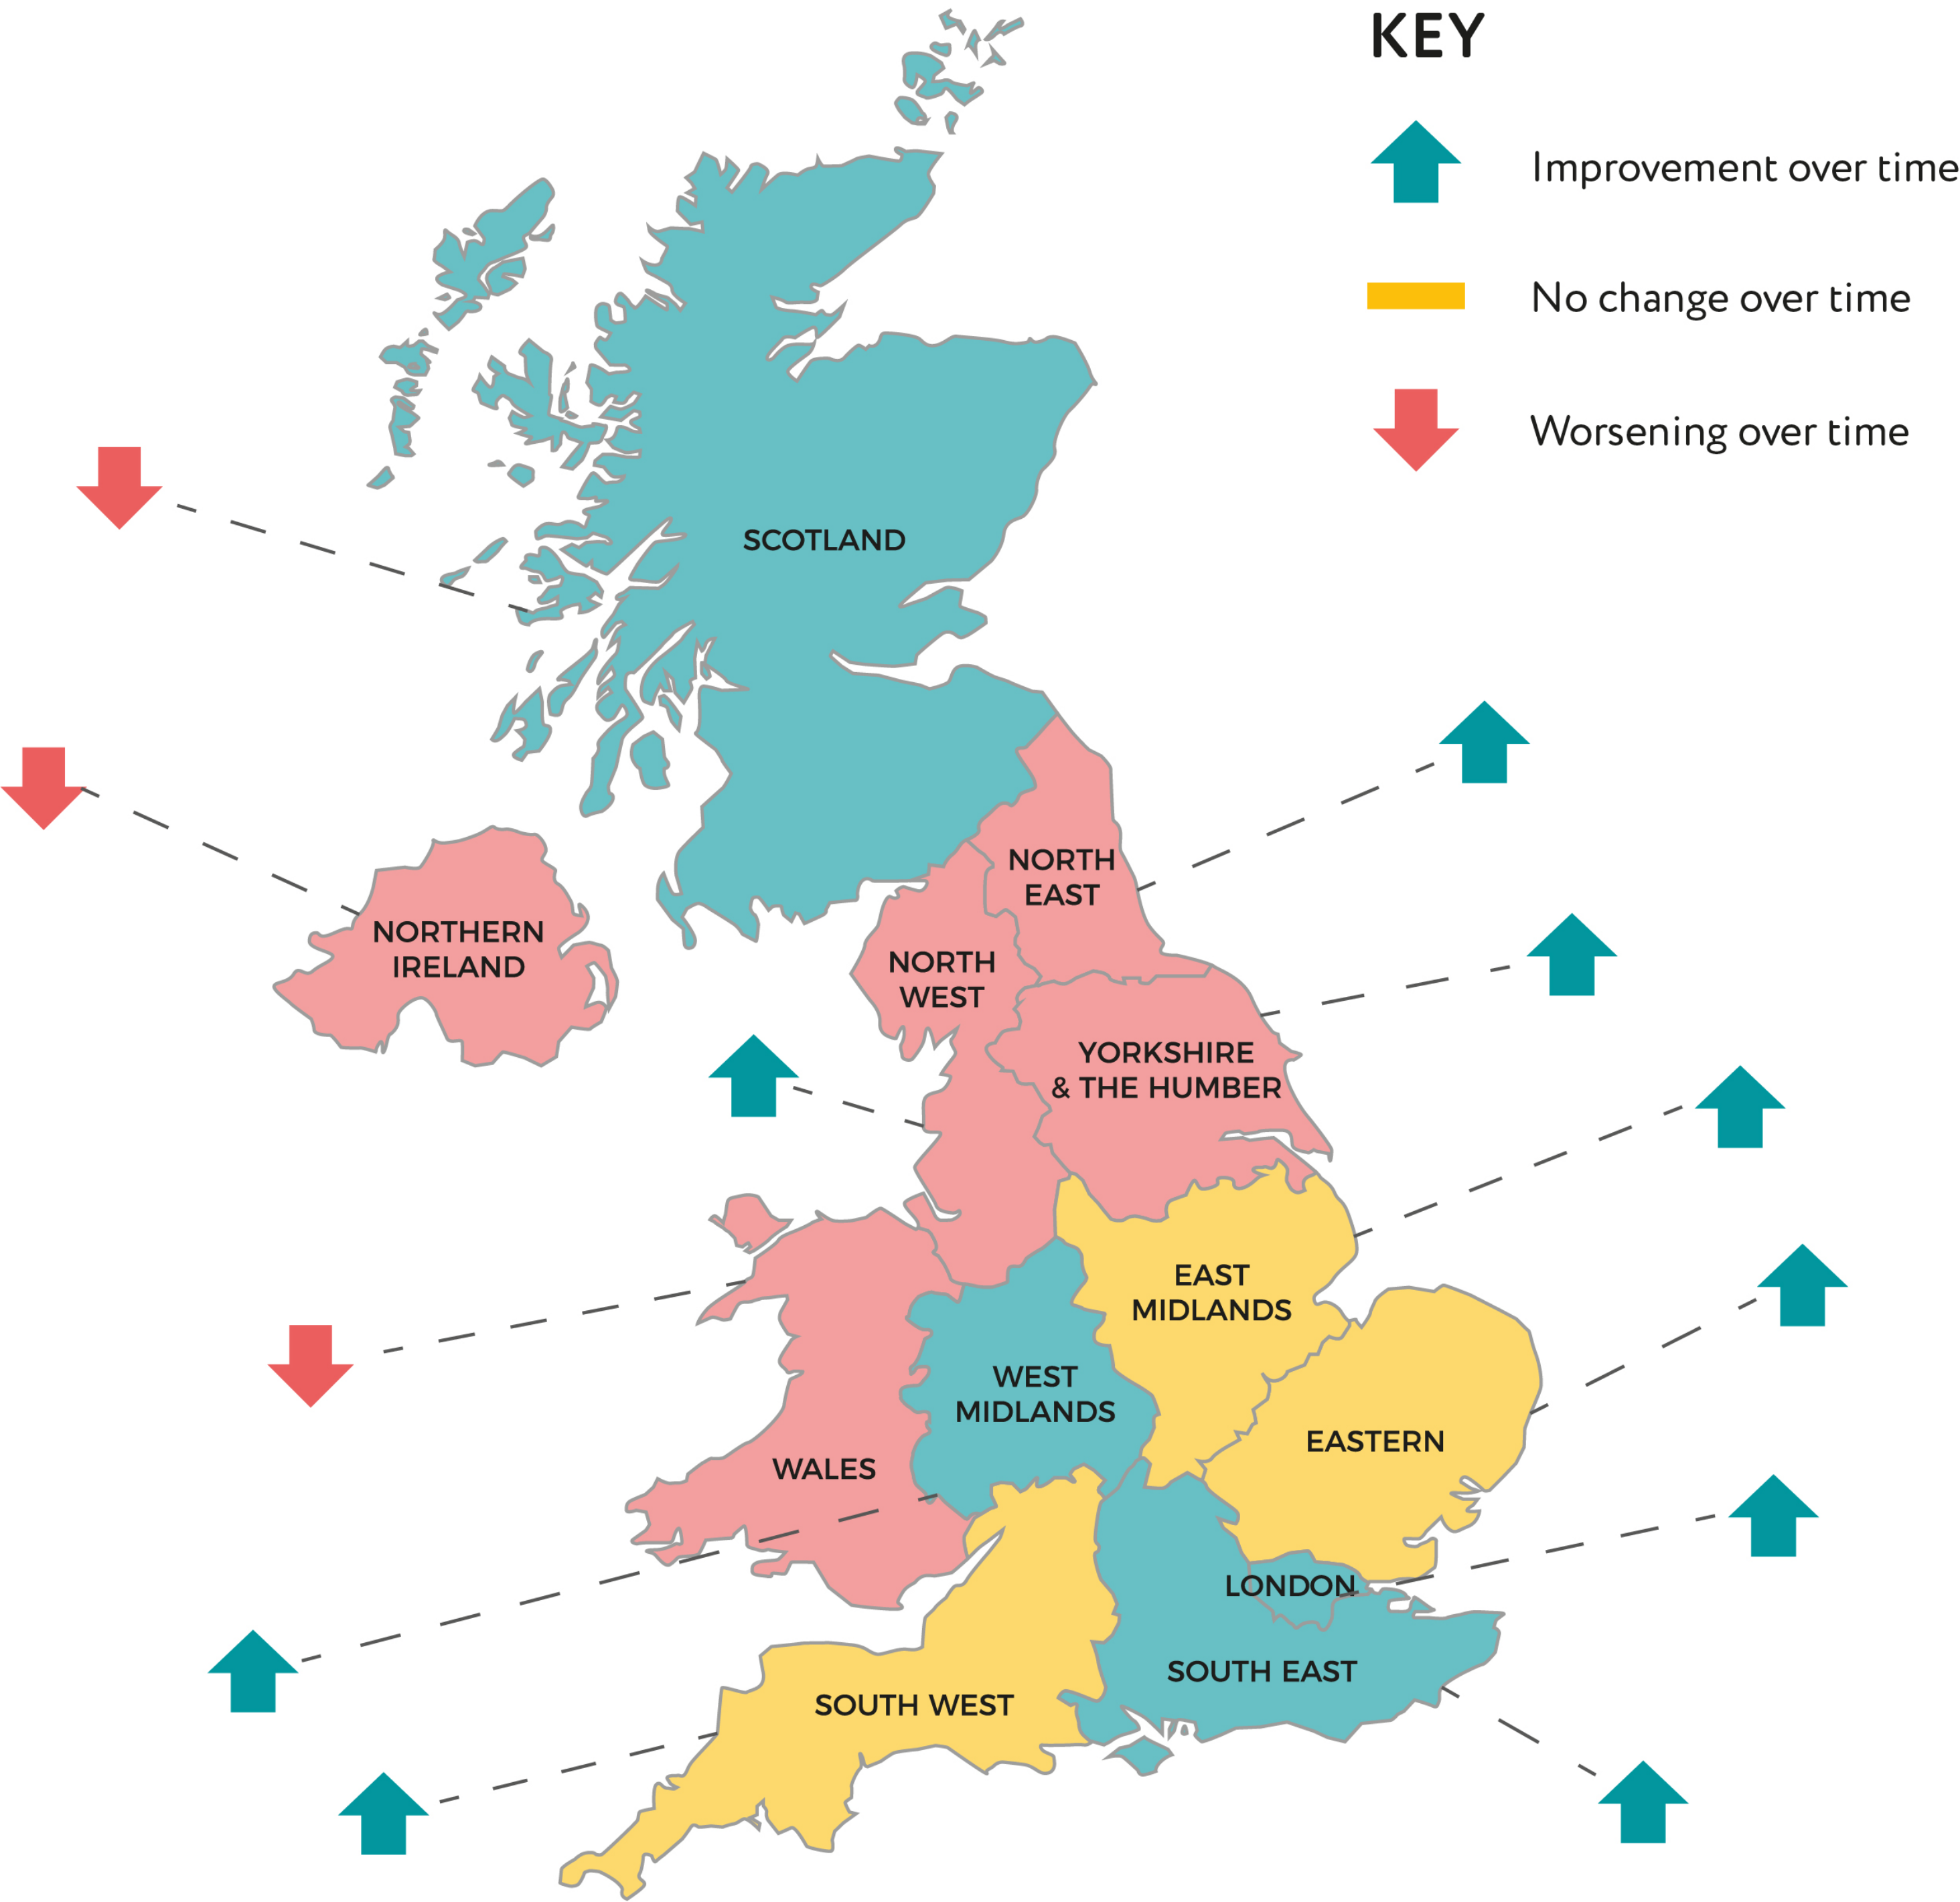 KEY
Improvement over time
No change over time
Worsening over time
SCOTLAND
NORTH
EAST
NORTHERN
IRELAND
NORTH
WEST
YORKSHIRE
& THE HUMBER
EAST
MIDLANDS
WEST
MIDLANDS
EASTERN
WALES
LONDON
SOUTH EAST
SOUTH WEST